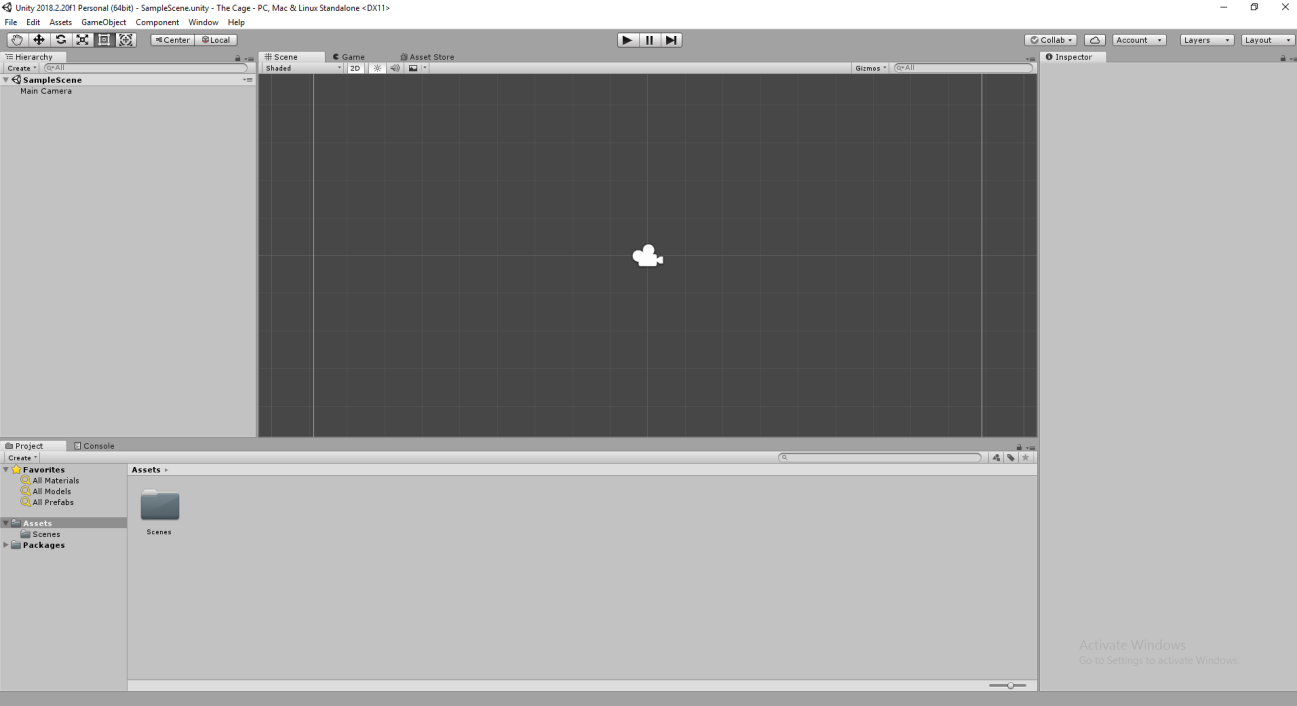 Unity 2018.2.20f1 Personal (64bit) - SampleScene.unity - The Cage - PC, Mac & Linux Standalone <DX11>
File Edit Assets GameObject Component Window Help
Center Local Collab Account Layers Layout
Hierarchy
Create All
SampleScene
Main Camera
Scene Game Asset Store
Shaded 2D Gizmos All
Inspector
Project Console
Create
Favorites
All Materials
All Models
All Prefabs
Assets
Scenes
Packages
Assets
Scenes
Activate Windows
Go to Settings to activate Windows.